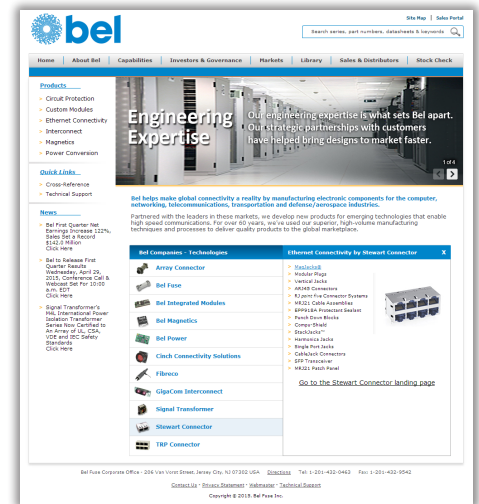 Site Map | Sales Portal
bel
Search series, part numbers, datasheets & keywords
Home | About Bel | Capabilities | Investors & Governance | Markets | Library | Sales & Distributors | Stock Check
Products
Circuit Protection
Custom Modules
Ethernet Connectivity
Interconnect
Magnetics
Power Conversion
Quick Links
Cross-Reference
Technical Support
News
Bel First Quarter Net
Earnings Increase 122%,
Sales Set a Record
$142.0 Million
Click Here
Bel to Release First
Quarter Results
Wednesday, April 29,
2015, Conference Call &
Webcast Set For 10:00
a.m. EDT
Click Here
Signal Transformer's
M4L International Power
Isolation Transformer
Series Now Certified to
An Array of UL, CSA,
VDE and IEC Safety
Standards
Click Here
Engineering
Expertise
Our engineering expertise is what sets Bel apart.
Our strategic partnerships with customers
have helped bring designs to market faster.
1 of 4
Bel helps make global connectivity a reality by manufacturing electronic components for the computer,
networking, telecommunications, transportation and defense/aerospace industries.
Partnered with the leaders in these markets, we develop new products for emerging technologies that enable
high speed communications. For over 60 years, we've used our superior, high-volume manufacturing
techniques and processes to deliver quality products to the global marketplace.
Bel Companies - Technologies
Array Connector
Bel Fuse
Bel Integrated Modules
Bel Magnetics
Bel Power
Cinch Connectivity Solutions
Fibreco
GigaCom Interconnect
Signal Transformer
Stewart Connector
TRP Connector
Ethernet Connectivity by Stewart Connector X
MagJacks®
Modular Plugs
Vertical Jacks
ARJ45 Connectors
RJ point five Connector Systems
MRJ21 Cable Assemblies
EPP918A Protectant Sealant
Punch Down Blocks
Compu-Shield
StackJacks™
Harmonica Jacks
Single Port Jacks
CableJack Connectors
SFP Transceiver
MRJ21 Patch Panel
Go to the Stewart Connector landing page
Bel Fuse Corporate Office - 206 Van Vorst Street, Jersey City, NJ 07302 USA Directions Tel: 1-201-432-0463 Fax: 1-201-432-9542
Contact Us • Privacy Statement • Webmaster • Technical Support
Copyright © 2015, Bel Fuse Inc.